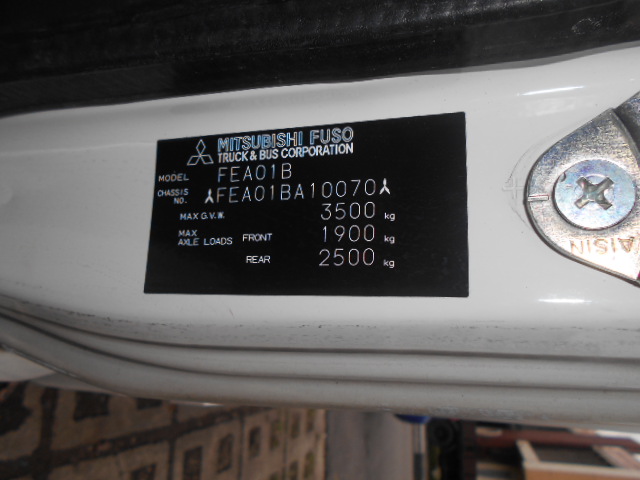 MITSUBISHI FUSO
TRUCK & BUS CORPORATION
MODEL FEA01B
CHASSIS NO. FEA01BA10070
MAX G.V.W. 3500 kg
MAX AXLE LOADS FRONT 1900 kg
REAR 2500 kg
AISIN